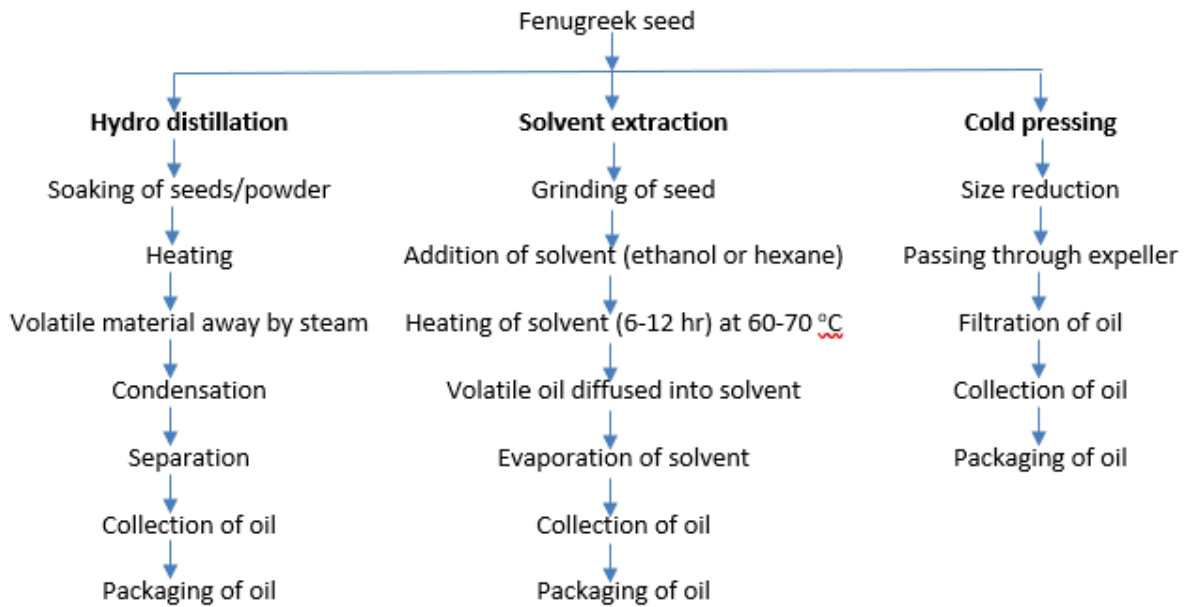 Fenugreek seed
Hydro distillation
Soaking of seeds/powder
Heating
Volatile material away by steam
Condensation
Separation
Collection of oil
Packaging of oil
Solvent extraction
Grinding of seed
Addition of solvent (ethanol or hexane)
Heating of solvent (6-12 hr) at 60-70 °C
Volatile oil diffused into solvent
Evaporation of solvent
Collection of oil
Packaging of oil
Cold pressing
Size reduction
Passing through expeller
Filtration of oil
Collection of oil
Packaging of oil